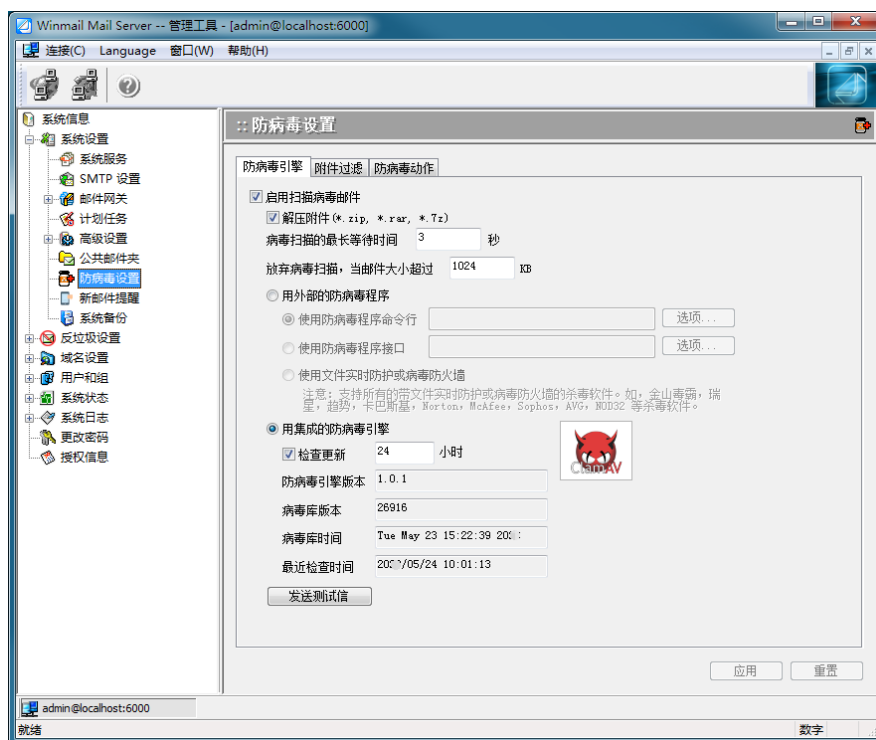 Winmail Mail Server -- 管理工具 - [admin@localhost:6000]
连接(C) Language 窗口(W) 帮助(H)
系统信息
系统设置
系统服务
SMTP 设置
邮件网关
计划任务
高级设置
公共邮件夹
防病毒设置
新邮件提醒
系统备份
反垃圾设置
域名设置
用户和组
系统状态
系统日志
更改密码
授权信息
:: 防病毒设置
防病毒引擎 附件过滤 防病毒动作
启用扫描病毒邮件
解压附件(*.zip, *.rar, *.7z)
病毒扫描的最长等待时间 3 秒
放弃病毒扫描，当邮件大小超过 1024 KB
用外部的防病毒程序
使用防病毒程序命令行 选项...
使用防病毒程序接口 选项...
使用文件实时防护或病毒防火墙
注意：支持所有的带文件实时防护或病毒防火墙的杀毒软件。如，金山毒霸，瑞
星，趋势，卡巴斯基，Norton，McAfee，Sophos，AVG，NOD32 等杀毒软件。
用集成的防病毒引擎
检查更新 24 小时
ClamAV
防病毒引擎版本 1.0.1
病毒库版本 26916
病毒库时间 Tue May 23 15:22:39
最近检查时间 /05/24 10:01:13
发送测试信
应用 重置
admin@localhost:6000
就绪 数字